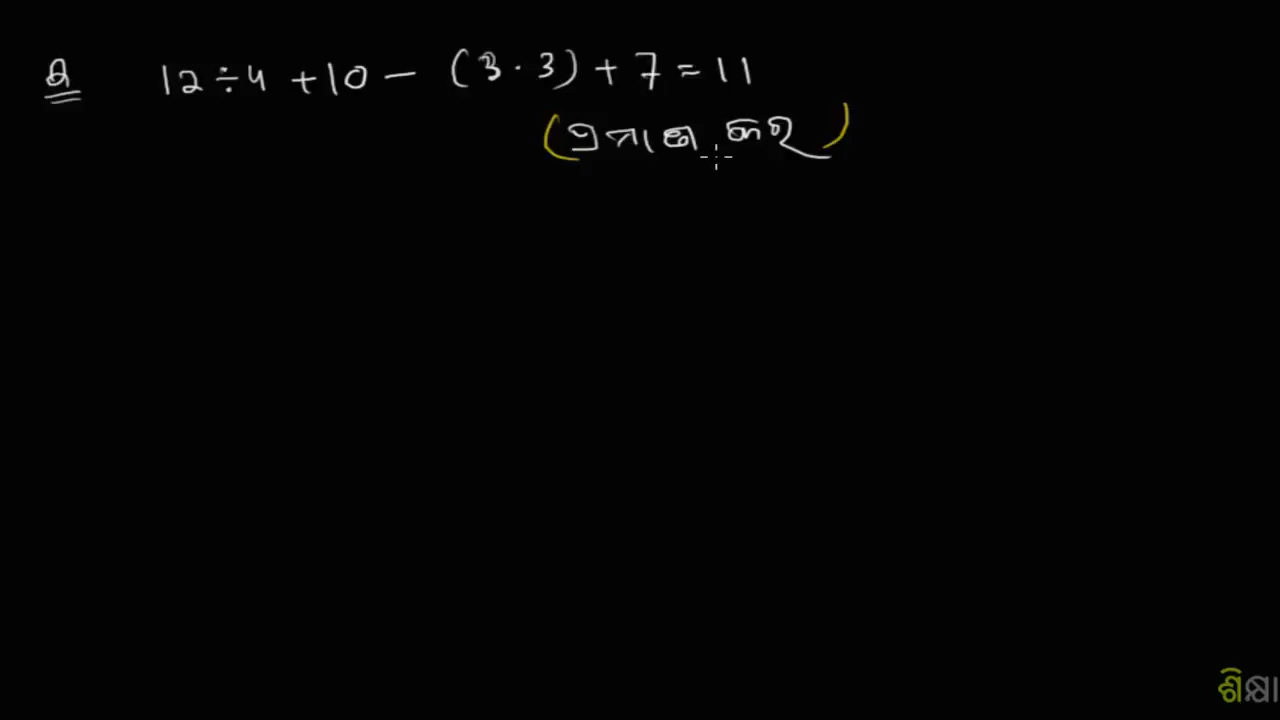 Q 12 ÷ 4 + 10 - (3 · 3) + 7 = 11
(ପ୍ରମାଣ କର)
ଶିକ୍ଷା